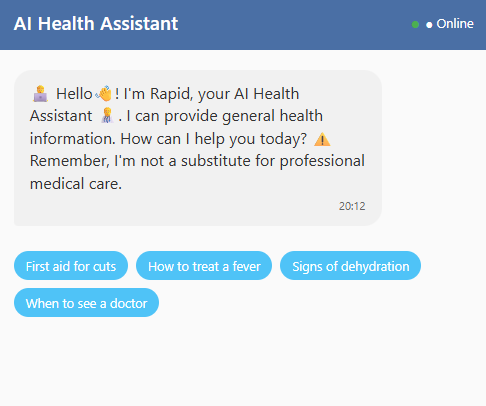 AI Health Assistant
● ● Online
🧑‍💻 Hello👋! I'm Rapid, your AI Health
Assistant 🧑‍⚕️. I can provide general health
information. How can I help you today? ⚠️
Remember, I'm not a substitute for professional
medical care.
20:12
First aid for cuts
How to treat a fever
Signs of dehydration
When to see a doctor